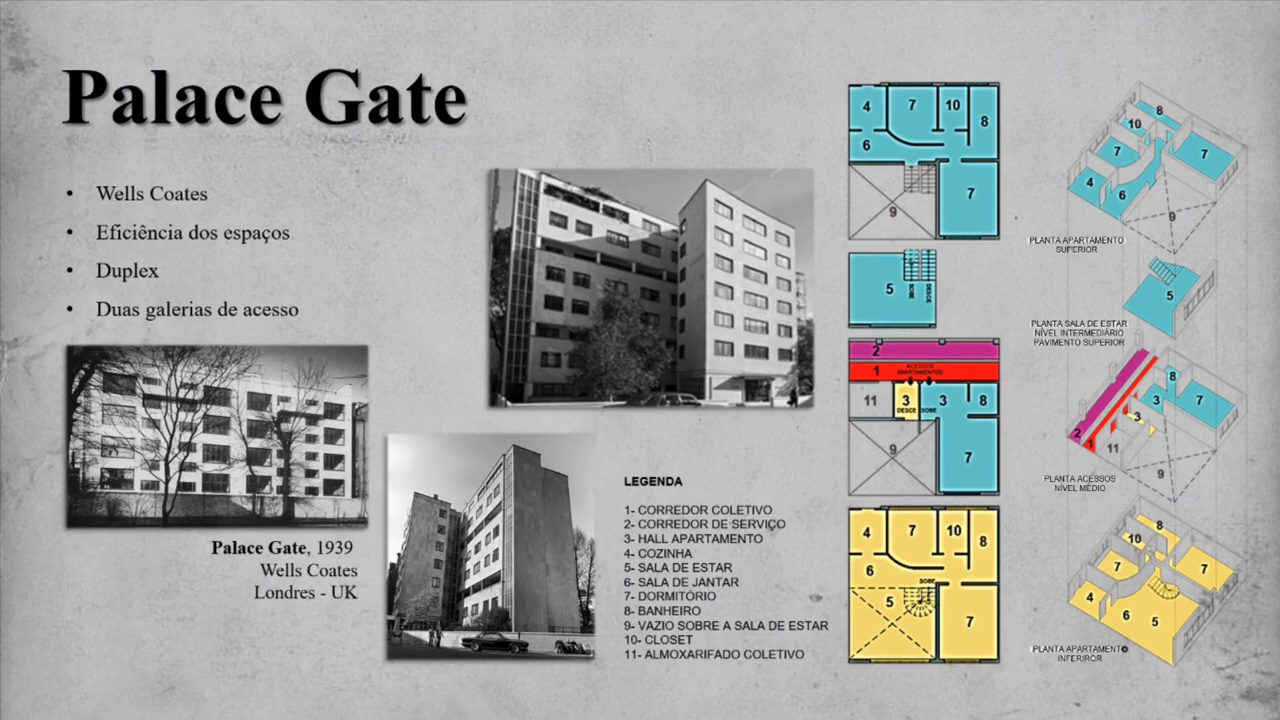 Palace Gate
• Wells Coates
• Eficiência dos espaços
• Duplex
• Duas galerias de acesso
Palace Gate, 1939
Wells Coates
Londres - UK
LEGENDA
1- CORREDOR COLETIVO
2- CORREDOR DE SERVIÇO
3- HALL APARTAMENTO
4- COZINHA
5- SALA DE ESTAR
6- SALA DE JANTAR
7- DORMITÓRIO
8- BANHEIRO
9- VAZIO SOBRE A SALA DE ESTAR
10- CLOSET
11- ALMOXARIFADO COLETIVO
4 7 10 8
6
9 7
5 SOBE DESCE
2
1 ACESSOS
APARTAMENTOS
11 3 3 8
DESCE SOBE
9 7
4 7 10 8
6
SOBE
5
7
8
10
7 7
4
6
9
PLANTA APARTAMENTO
SUPERIOR
5
PLANTA SALA DE ESTAR
NÍVEL INTERMEDIÁRIO
PAVIMENTO SUPERIOR
8
3 7
3
2
1 11
9
PLANTA ACESSOS
NÍVEL MÉDIO
8
10
7 7
4
6 5
PLANTA APARTAMENTO
INFERIROR